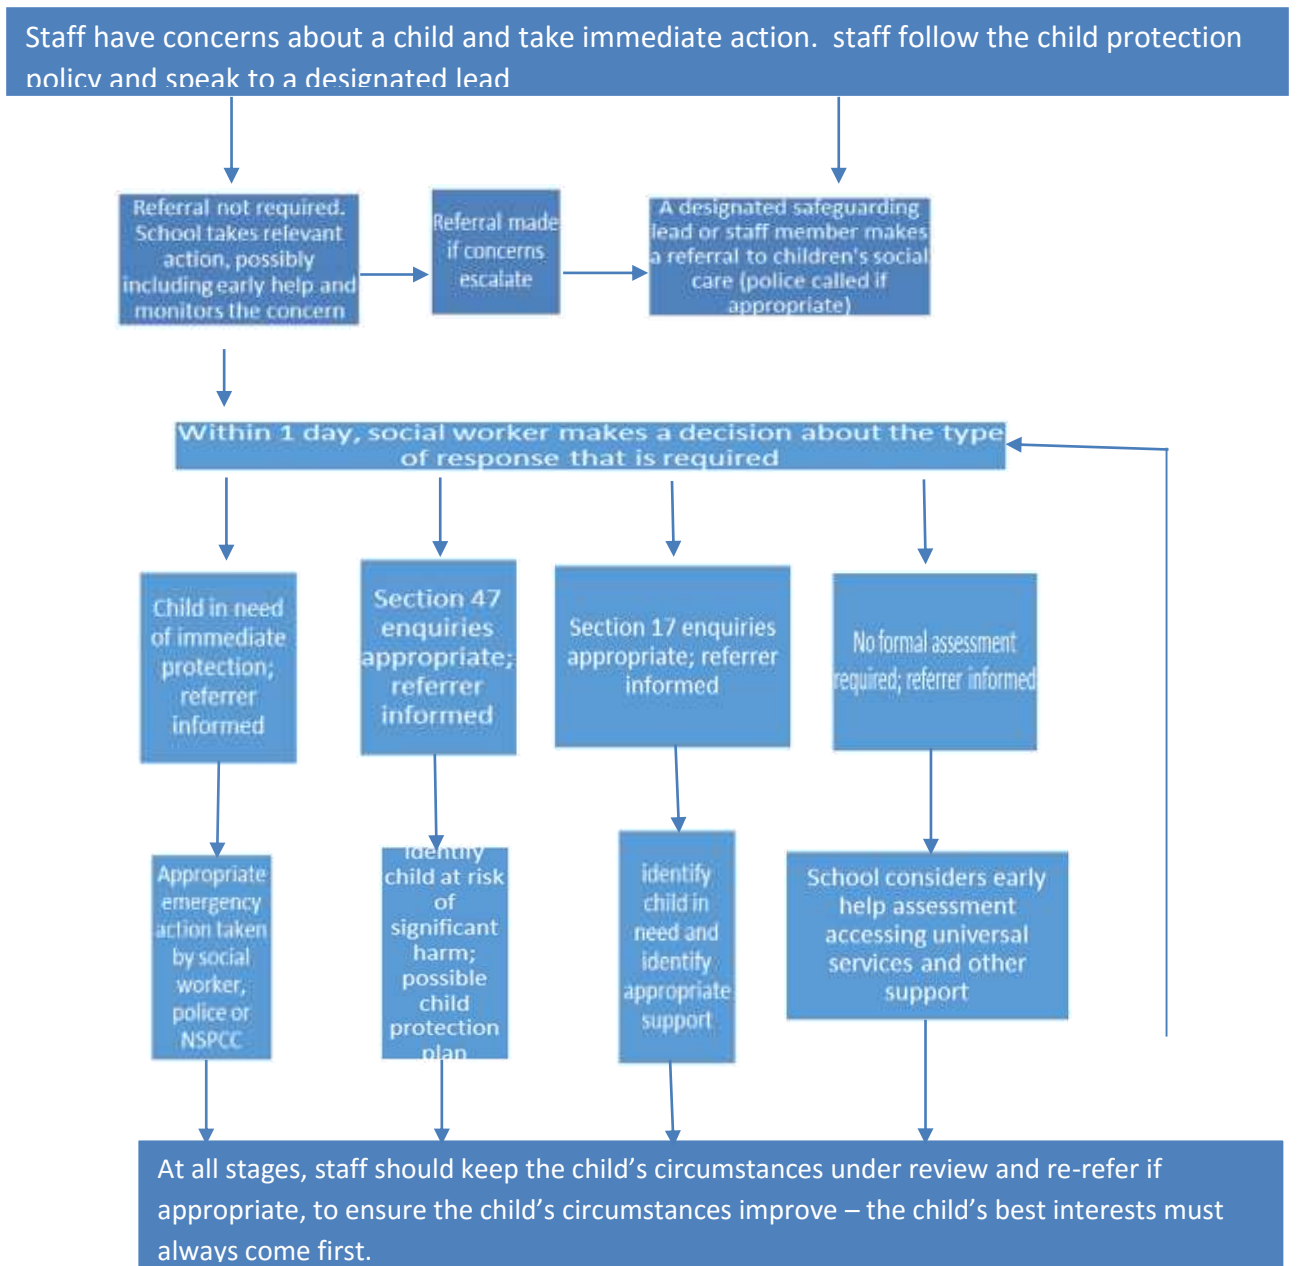 Staff have concerns about a child and take immediate action.  staff follow the child protection
policy and speak to a designated lead
Referral not required.
School takes relevant
action, possibly
including early help and
monitors the concern
Referral made
if concerns
escalate
A designated safeguarding
lead or staff member makes
a referral to children's social
care (police called if
appropriate)
Within 1 day, social worker makes a decision about the type
of response that is required
Child in need
of immediate
protection;
referrer
informed
Section 47
enquiries
appropriate;
referrer
informed
Section 17 enquiries
appropriate; referrer
informed
No formal assessment
required; referrer informed
Appropriate
emergency
action taken
by social
worker,
police or
NSPCC
Identify
child at risk
of
significant
harm;
possible
child
protection
plan
identify
child in
need and
identify
appropriate
support
School considers early
help assessment
accessing universal
services and other
support
At all stages, staff should keep the child’s circumstances under review and re-refer if
appropriate, to ensure the child’s circumstances improve – the child’s best interests must
always come first.